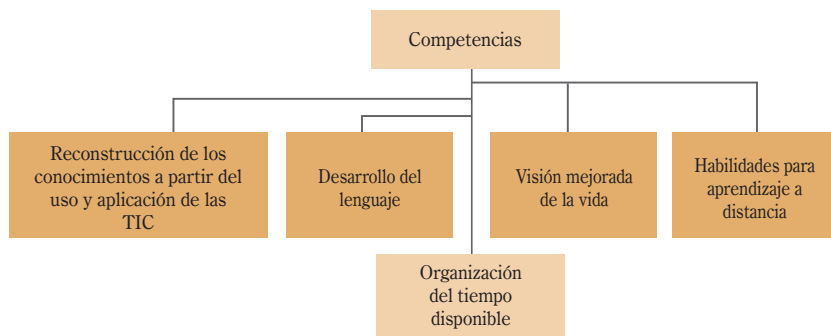 Competencias
Reconstrucción de los
conocimientos a partir del
uso y aplicación de las
TIC
Desarrollo del
lenguaje
Visión mejorada
de la vida
Habilidades para
aprendizaje a
distancia
Organización
del tiempo
disponible